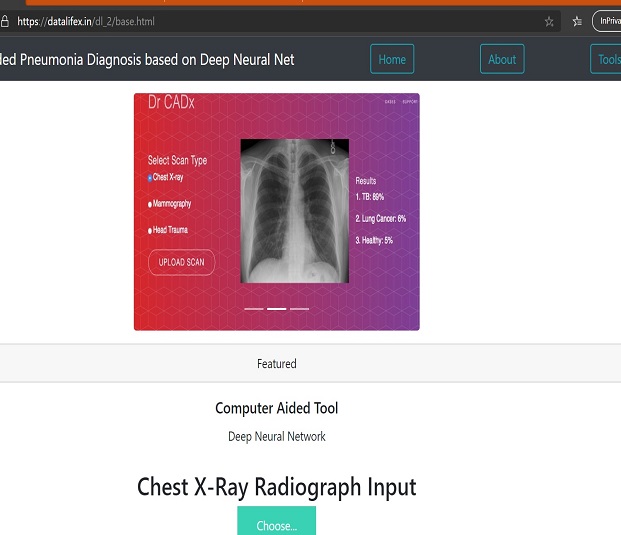 https://datalifex.in/dl_2/base.html
InPriva
ded Pneumonia Diagnosis based on Deep Neural Net
Home
About
Tools
Dr CADx
CASES
SUPPORT
Select Scan Type
Chest X-ray
Mammography
Head Trauma
UPLOAD SCAN
Results
1. TB: 89%
2. Lung Cancer: 6%
3. Healthy: 5%
Featured
Computer Aided Tool
Deep Neural Network
Chest X-Ray Radiograph Input
Choose...